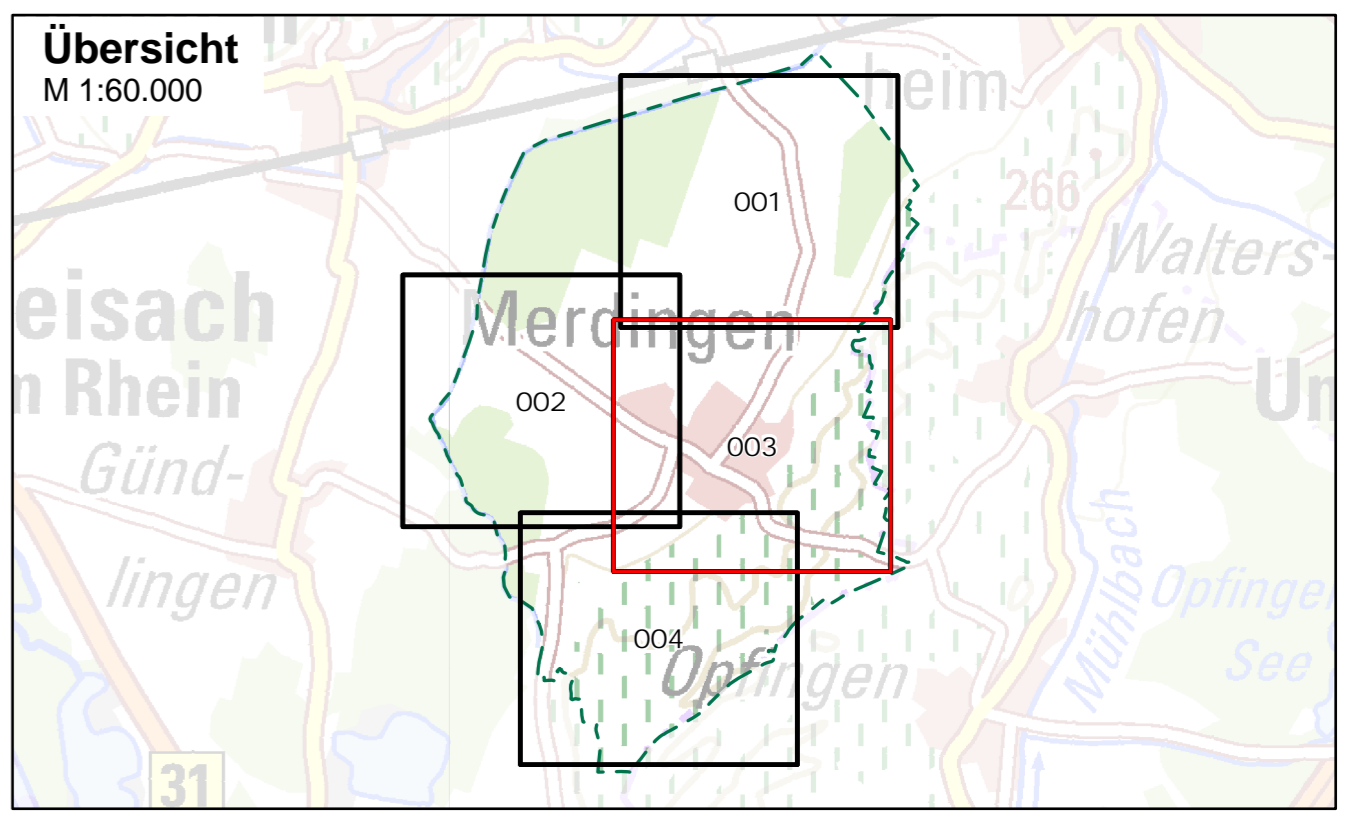 Übersicht
M 1:60.000
heim
001
266
Walters-
hofen
eisach
m Rhein
Merdingen
002
003
Günd-
lingen
Mühlbach
Opfinger
See
004
Opfingen
31